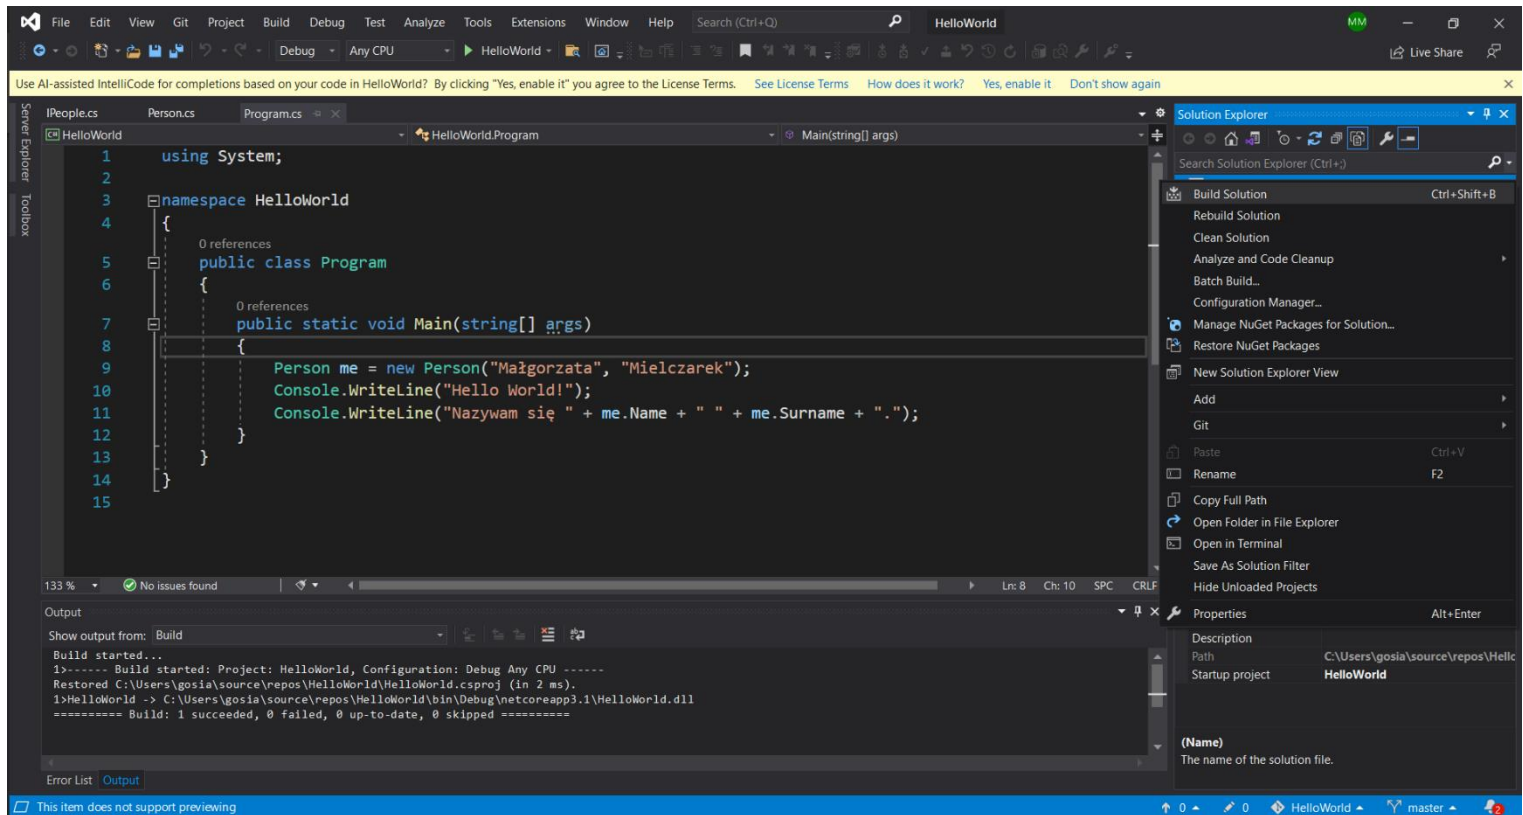 File Edit View Git Project Build Debug Test Analyze Tools Extensions Window Help Search (Ctrl+Q) HelloWorld MM
Debug Any CPU HelloWorld Live Share
Use AI-assisted IntelliCode for completions based on your code in HelloWorld? By clicking "Yes, enable it" you agree to the License Terms. See License Terms How does it work? Yes, enable it Don't show again
Server Explorer
Toolbox
IPeople.cs Person.cs Program.cs
HelloWorld HelloWorld.Program Main(string[] args)
1 using System;
2
3 namespace HelloWorld
4 {
0 references
5 public class Program
6 {
0 references
7 public static void Main(string[] args)
8 {
9 Person me = new Person("Małgorzata", "Mielczarek");
10 Console.WriteLine("Hello World!");
11 Console.WriteLine("Nazywam się " + me.Name + " " + me.Surname + ".");
12 }
13 }
14 }
15
133 % No issues found Ln: 8 Ch: 10 SPC CRLF
Output
Show output from: Build
Build started...
1>------ Build started: Project: HelloWorld, Configuration: Debug Any CPU ------
Restored C:\Users\gosia\source\repos\HelloWorld\HelloWorld.csproj (in 2 ms).
1>HelloWorld -> C:\Users\gosia\source\repos\HelloWorld\bin\Debug\netcoreapp3.1\HelloWorld.dll
========== Build: 1 succeeded, 0 failed, 0 up-to-date, 0 skipped ==========
Error List Output
Solution Explorer
Search Solution Explorer (Ctrl+;)
Build Solution Ctrl+Shift+B
Rebuild Solution
Clean Solution
Analyze and Code Cleanup
Batch Build...
Configuration Manager...
Manage NuGet Packages for Solution...
Restore NuGet Packages
New Solution Explorer View
Add
Git
Paste Ctrl+V
Rename F2
Copy Full Path
Open Folder in File Explorer
Open in Terminal
Save As Solution Filter
Hide Unloaded Projects
Properties Alt+Enter
Description
Path C:\Users\gosia\source\repos\Hello
Startup project HelloWorld
(Name)
The name of the solution file.
This item does not support previewing 0 0 HelloWorld master 2